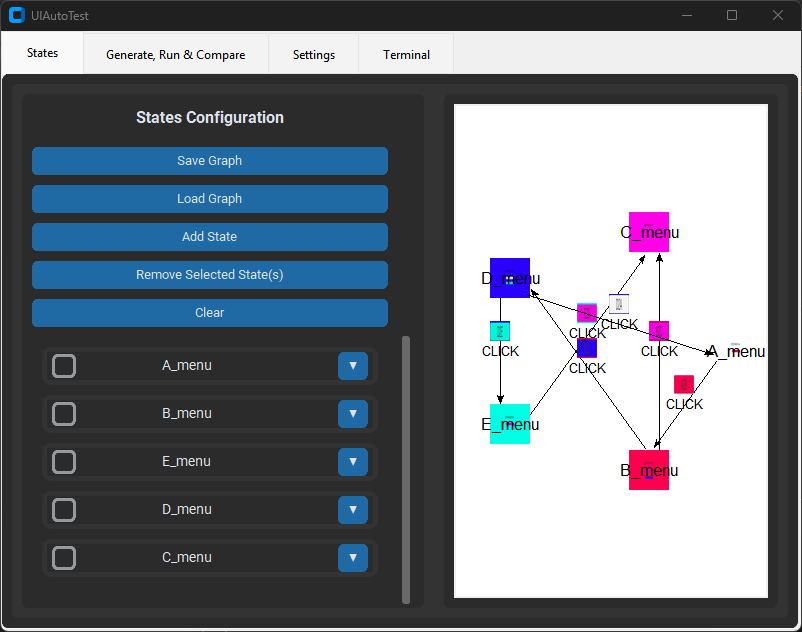 UIAutoTest
States
Generate, Run & Compare
Settings
Terminal
States Configuration
Save Graph
Load Graph
Add State
Remove Selected State(s)
Clear
A_menu
B_menu
E_menu
D_menu
C_menu
C_menu
D_menu
CLICK
CLICK
CLICK
CLICK
A_menu
CLICK
CLICK
E_menu
B_menu